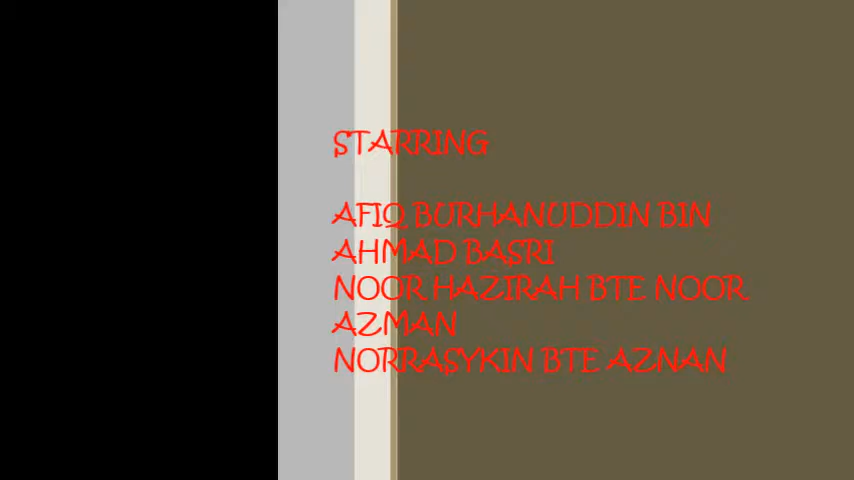 STARRING
AFIQ BURHANUDDIN BIN
AHMAD BASRI
NOOR HAZIRAH BTE NOOR
AZMAN
NORRASYKIN BTE AZNAN